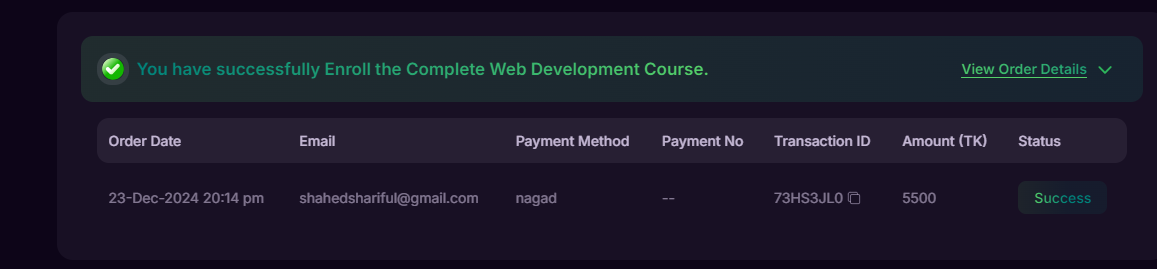 You have successfully Enroll the Complete Web Development Course.
View Order Details
Order Date Email Payment Method Payment No Transaction ID Amount (TK) Status
23-Dec-2024 20:14 pm shahedshariful@gmail.com nagad -- 73HS3JL0 5500 Success